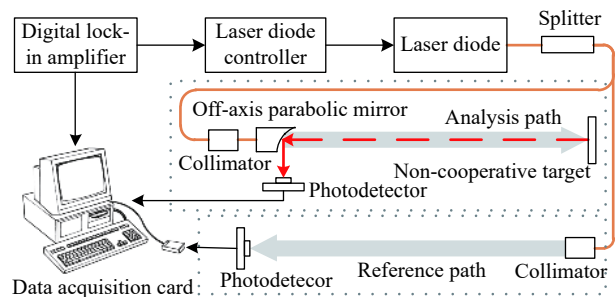 Digital lock-
in amplifier
Laser diode
controller
Laser diode
Splitter
Off-axis parabolic mirror
Analysis path
Collimator
Non-cooperative target
Photodetector
Reference path
Photodetecor
Collimator
Data acquisition card